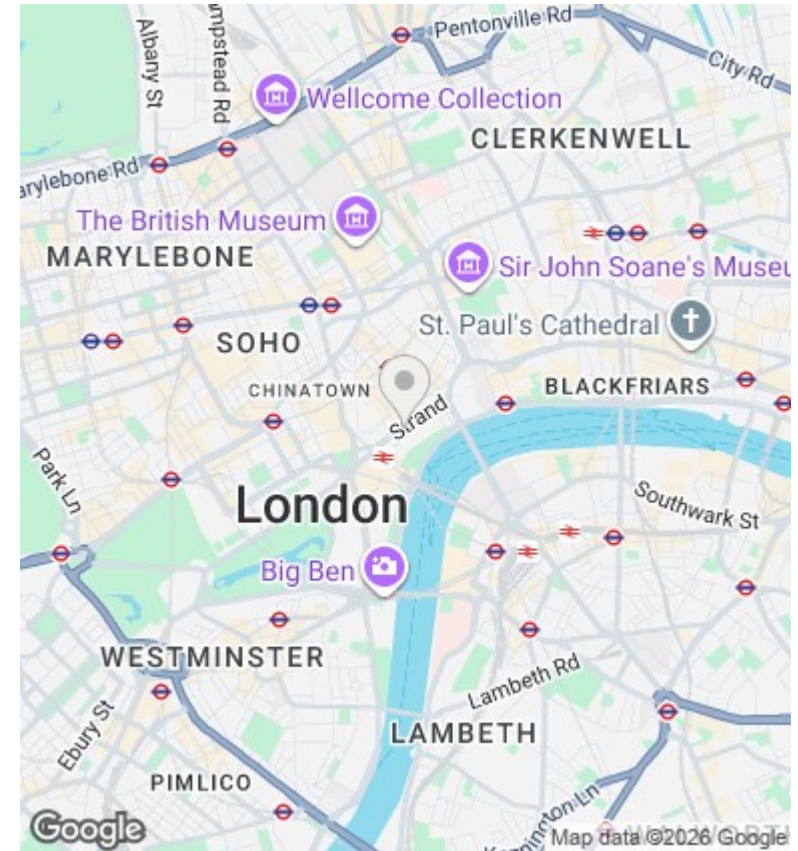 Pentonville Rd
Albany St
mpstead Rd
City Rd
Wellcome Collection
CLERKENWELL
arylebone Rd
The British Museum
MARYLEBONE
Sir John Soane's Museu
SOHO
St. Paul's Cathedral
CHINATOWN
BLACKFRIARS
Strand
Park Ln
London
Southwark St
Big Ben
WESTMINSTER
Lambeth Rd
Ebury St
LAMBETH
PIMLICO
Kennington Ln
Google
Map data ©2026 Google